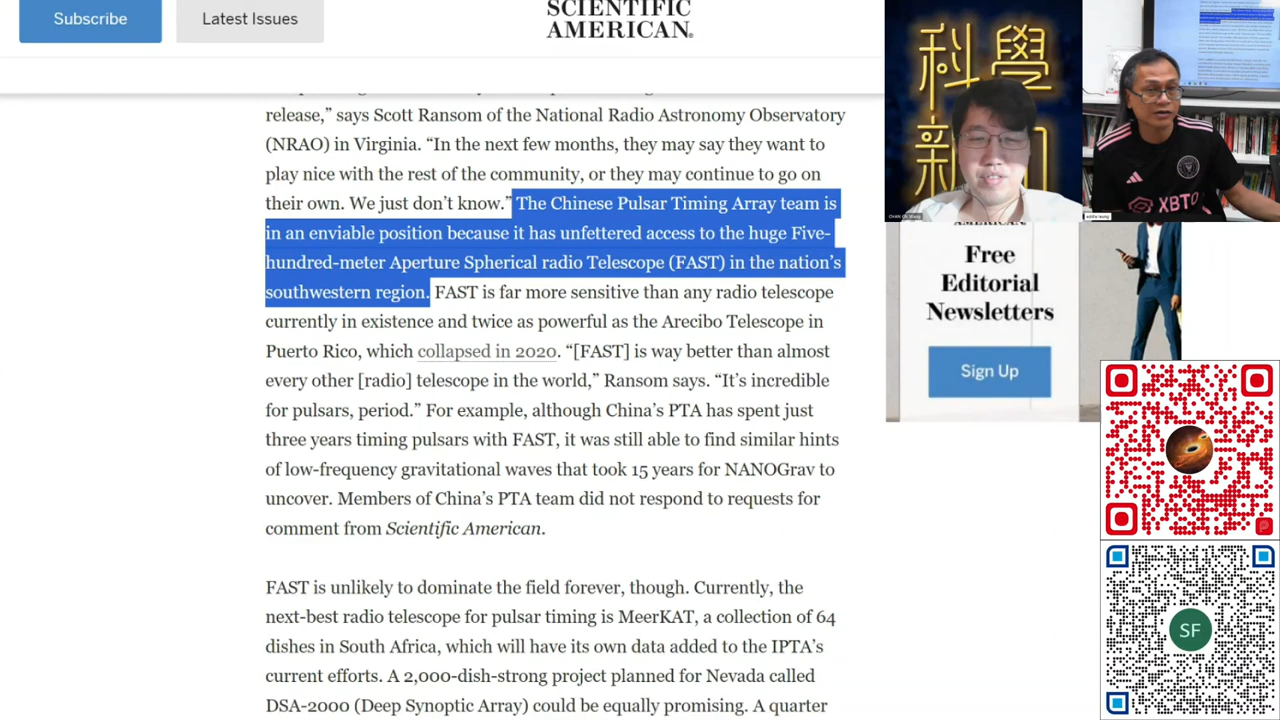 Subscribe
Latest Issues
SCIENTIFIC
AMERICAN®
release,” says Scott Ransom of the National Radio Astronomy Observatory
(NRAO) in Virginia. “In the next few months, they may say they want to
play nice with the rest of the community, or they may continue to go on
their own. We just don’t know.” The Chinese Pulsar Timing Array team is
in an enviable position because it has unfettered access to the huge Five-
hundred-meter Aperture Spherical radio Telescope (FAST) in the nation’s
southwestern region. FAST is far more sensitive than any radio telescope
currently in existence and twice as powerful as the Arecibo Telescope in
Puerto Rico, which collapsed in 2020. “[FAST] is way better than almost
every other [radio] telescope in the world,” Ransom says. “It’s incredible
for pulsars, period.” For example, although China’s PTA has spent just
three years timing pulsars with FAST, it was still able to find similar hints
of low-frequency gravitational waves that took 15 years for NANOGrav to
uncover. Members of China’s PTA team did not respond to requests for
comment from Scientific American.
FAST is unlikely to dominate the field forever, though. Currently, the
next-best radio telescope for pulsar timing is MeerKAT, a collection of 64
dishes in South Africa, which will have its own data added to the IPTA’s
current efforts. A 2,000-dish-strong project planned for Nevada called
DSA-2000 (Deep Synoptic Array) could be equally promising. A quarter
科學
新
XBTO
eddie leung
AMERICAN.
Free
Editorial
Newsletters
Sign Up
SF